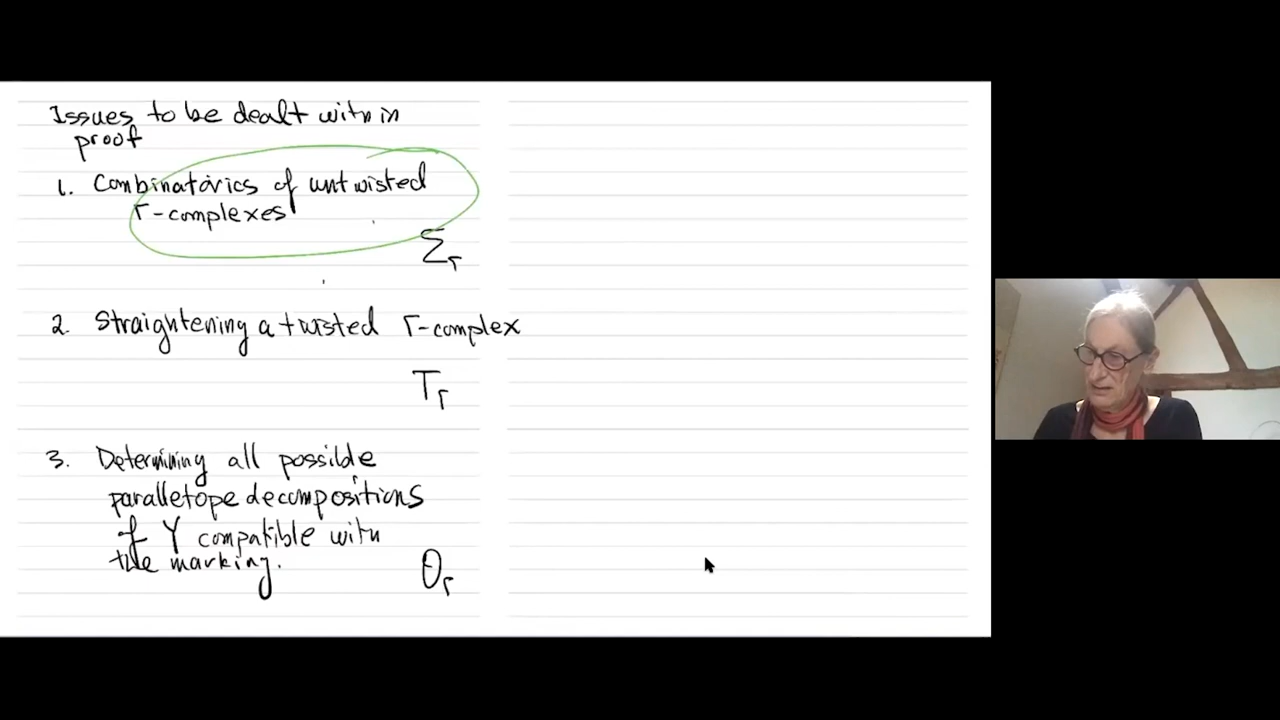 Issues to be dealt with in
proof
1. Combinatorics of untwisted
Γ-complexes
Σ_Γ
2. Straightening a twisted Γ-complex
T_Γ
3. Determining all possible
paralletope decompositions
of Y compatible with
the marking.
Θ_Γ